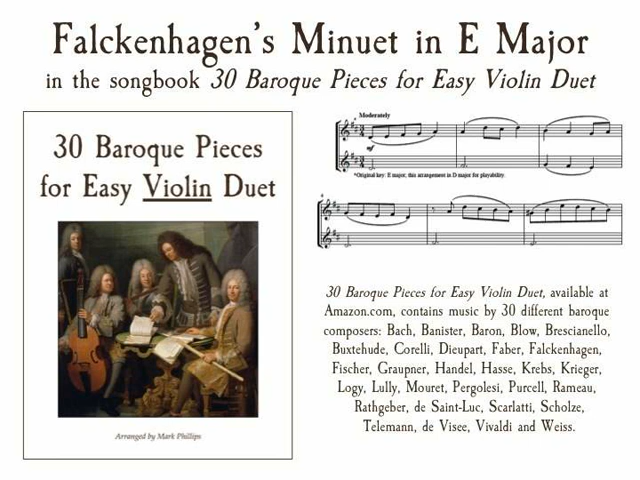 Falckenhagen's Minuet in E Major
in the songbook 30 Baroque Pieces for Easy Violin Duet
30 Baroque Pieces
for Easy Violin Duet
Arranged by Mark Phillips
Moderately
mf
*Original key: E major; this arrangement in D major for playability.
30 Baroque Pieces for Easy Violin Duet, available at
Amazon.com, contains music by 30 different baroque
composers: Bach, Banister, Baron, Blow, Brescianello,
Buxtehude, Corelli, Dieupart, Faber, Falckenhagen,
Fischer, Graupner, Handel, Hasse, Krebs, Krieger,
Logy, Lully, Mouret, Pergolesi, Purcell, Rameau,
Rathgeber, de Saint-Luc, Scarlatti, Scholze,
Telemann, de Visee, Vivaldi and Weiss.